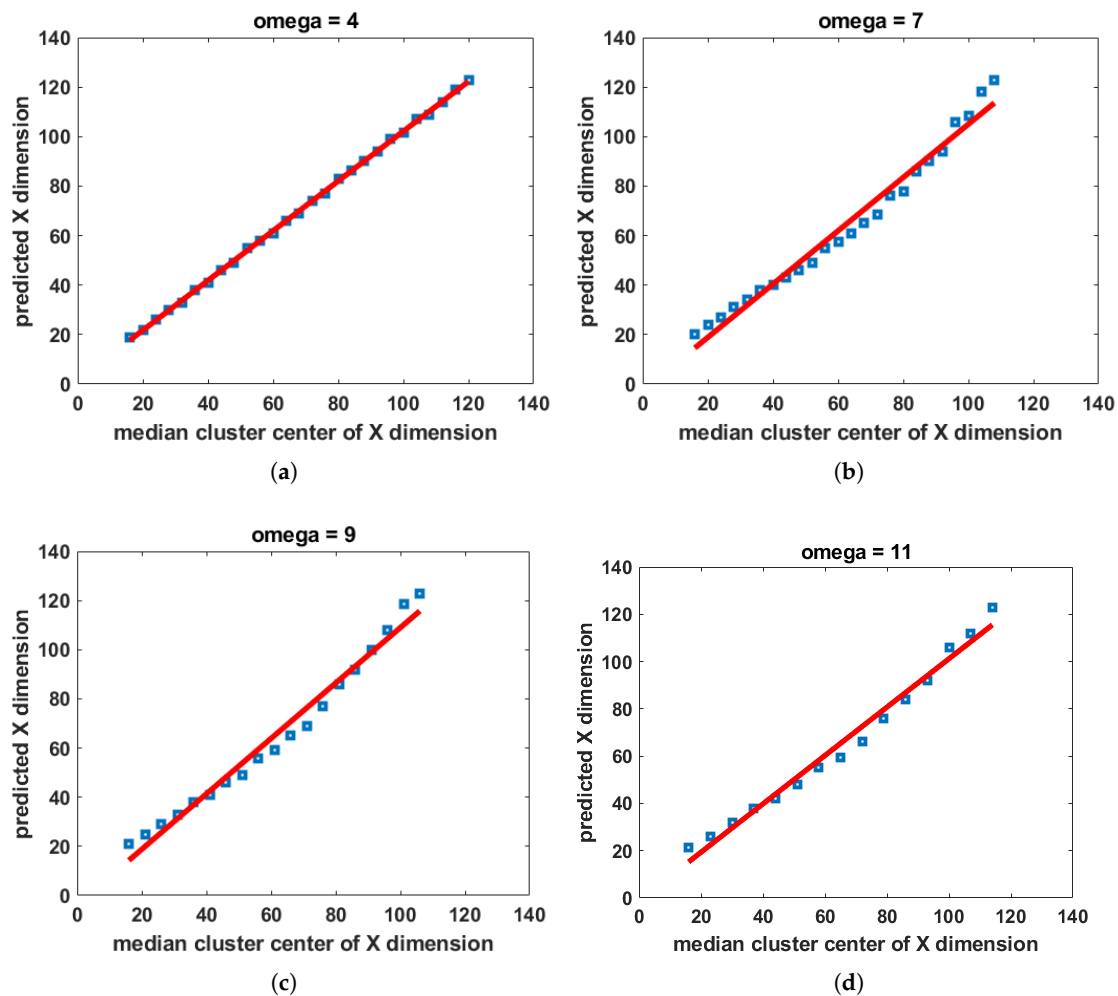 omega = 4
140
120
100
80
60
40
20
0
predicted X dimension
0 20 40 60 80 100 120 140
median cluster center of X dimension
(a)
omega = 7
140
120
100
80
60
40
20
0
predicted X dimension
0 20 40 60 80 100 120 140
median cluster center of X dimension
(b)
omega = 9
140
120
100
80
60
40
20
0
predicted X dimension
0 20 40 60 80 100 120 140
median cluster center of X dimension
(c)
omega = 11
140
120
100
80
60
40
20
0
predicted X dimension
0 20 40 60 80 100 120 140
median cluster center of X dimension
(d)